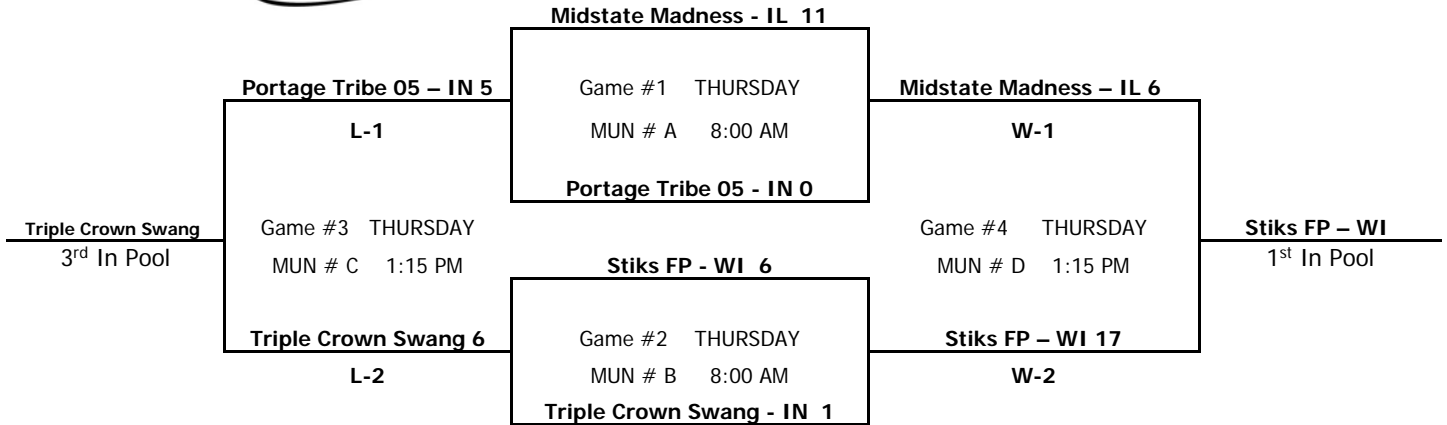 Midstate Madness - IL 11
Portage Tribe 05 – IN 5
Game #1 THURSDAY
Midstate Madness – IL 6
L-1
MUN # A 8:00 AM
W-1
Portage Tribe 05 - IN 0
Triple Crown Swang
Game #3 THURSDAY
Game #4 THURSDAY
Stiks FP – WI
3rd In Pool
MUN # C 1:15 PM
Stiks FP - WI 6
MUN # D 1:15 PM
1st In Pool
Triple Crown Swang 6
Game #2 THURSDAY
Stiks FP – WI 17
L-2
MUN # B 8:00 AM
W-2
Triple Crown Swang - IN 1